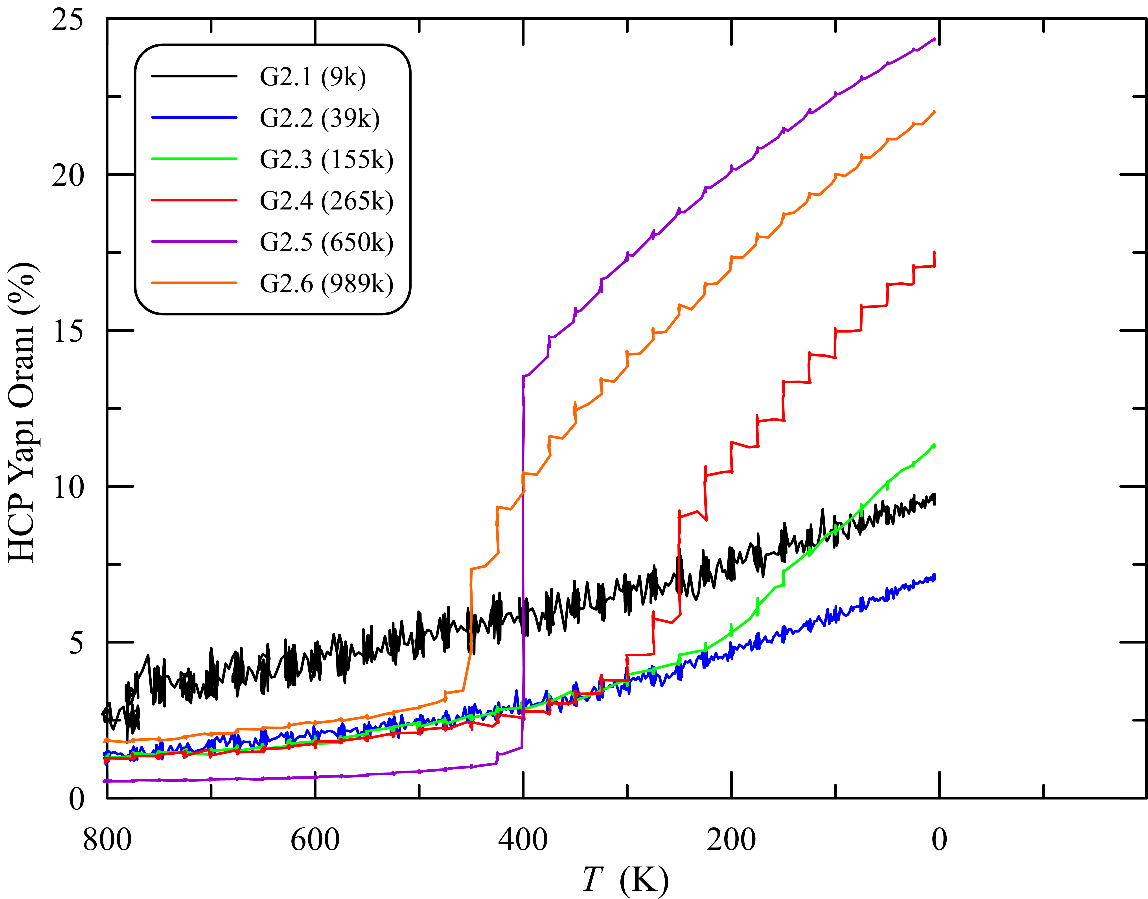 25
20
15
10
5
0
HCP Yapı Oranı (%)
G2.1 (9k)
G2.2 (39k)
G2.3 (155k)
G2.4 (265k)
G2.5 (650k)
G2.6 (989k)
800 600 400 200 0
T (K)